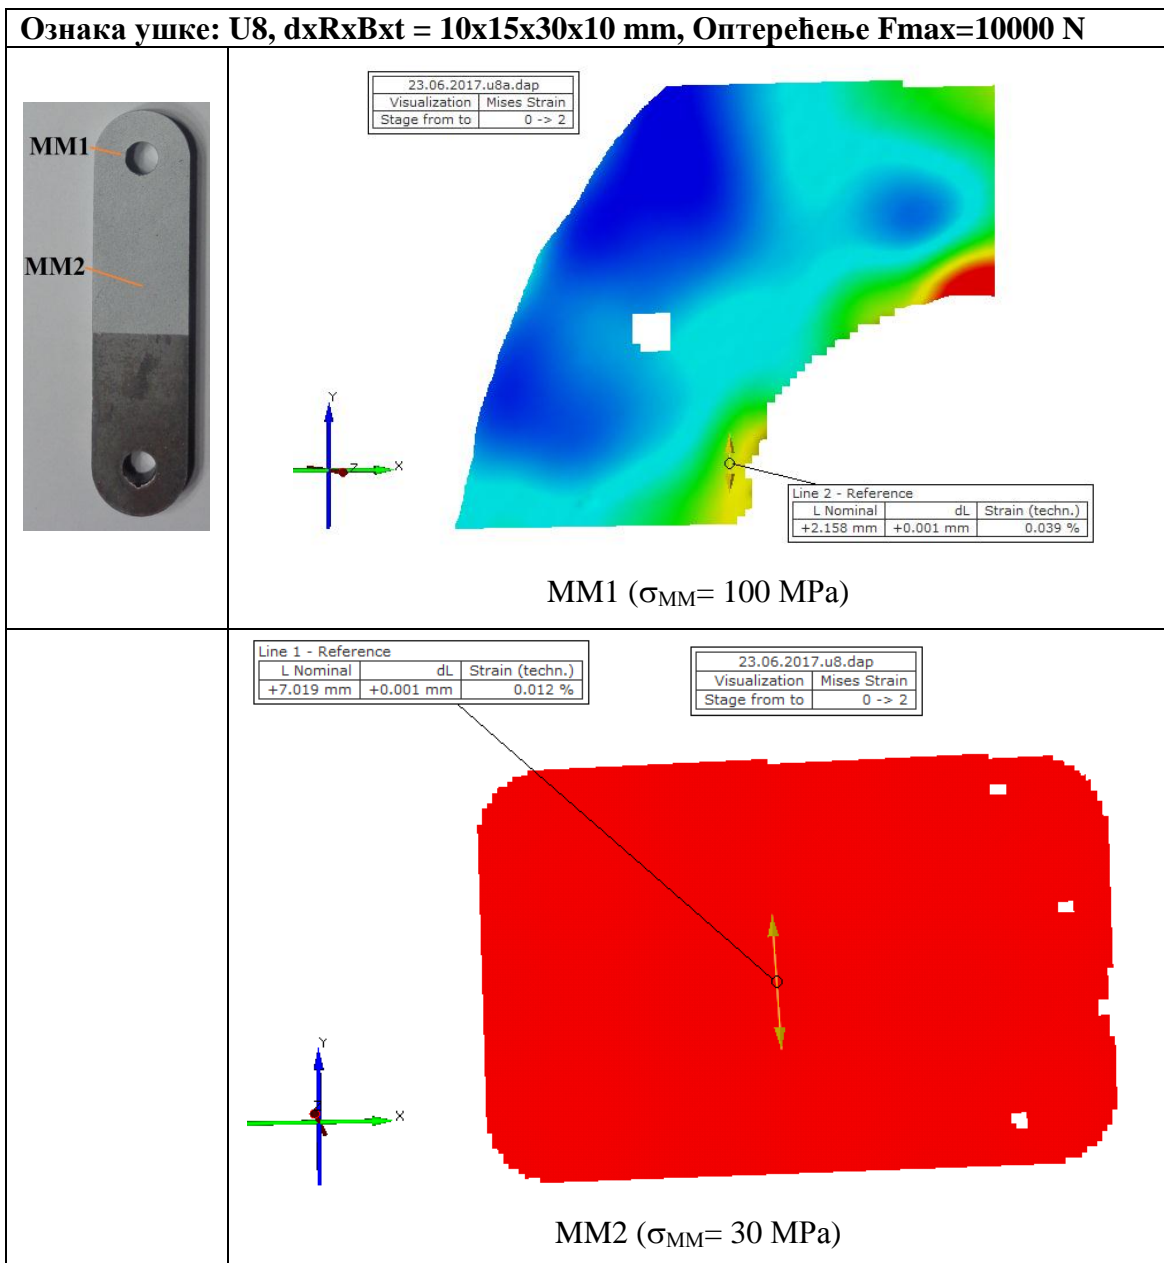 Ознака ушке: U8, dxRxBxt = 10x15x30x10 mm, Оптерећење Fmax=10000 N
MM1
MM2
23.06.2017.u8a.dap
Visualization Mises Strain
Stage from to 0 -> 2
Y
Z
X
Line 2 - Reference
L Nominal dL Strain (techn.)
+2.158 mm +0.001 mm 0.039 %
MM1 (σMM= 100 MPa)
Line 1 - Reference
L Nominal dL Strain (techn.)
+7.019 mm +0.001 mm 0.012 %
23.06.2017.u8.dap
Visualization Mises Strain
Stage from to 0 -> 2
Y
X
MM2 (σMM= 30 MPa)